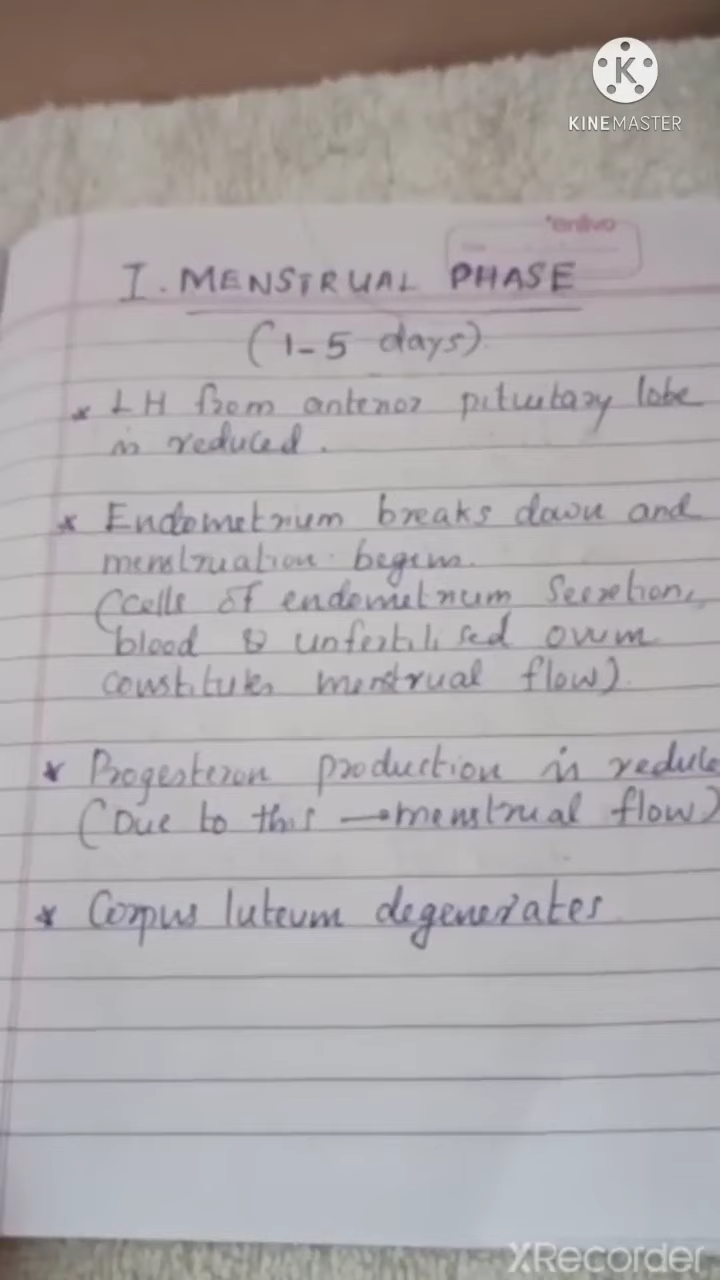 KINEMASTER
I. MENSTRUAL PHASE
(1-5 days)
* LH from anterior pituitary lobe
is reduced.
* Endometrium breaks down and
menstruation begins.
(cells of endometrium secretion,
blood & unfertilised ovum
constitutes menstrual flow)
* Progesteron production is reduce
(Due to this → menstrual flow)
* Corpus luteum degenerates
XRecorder